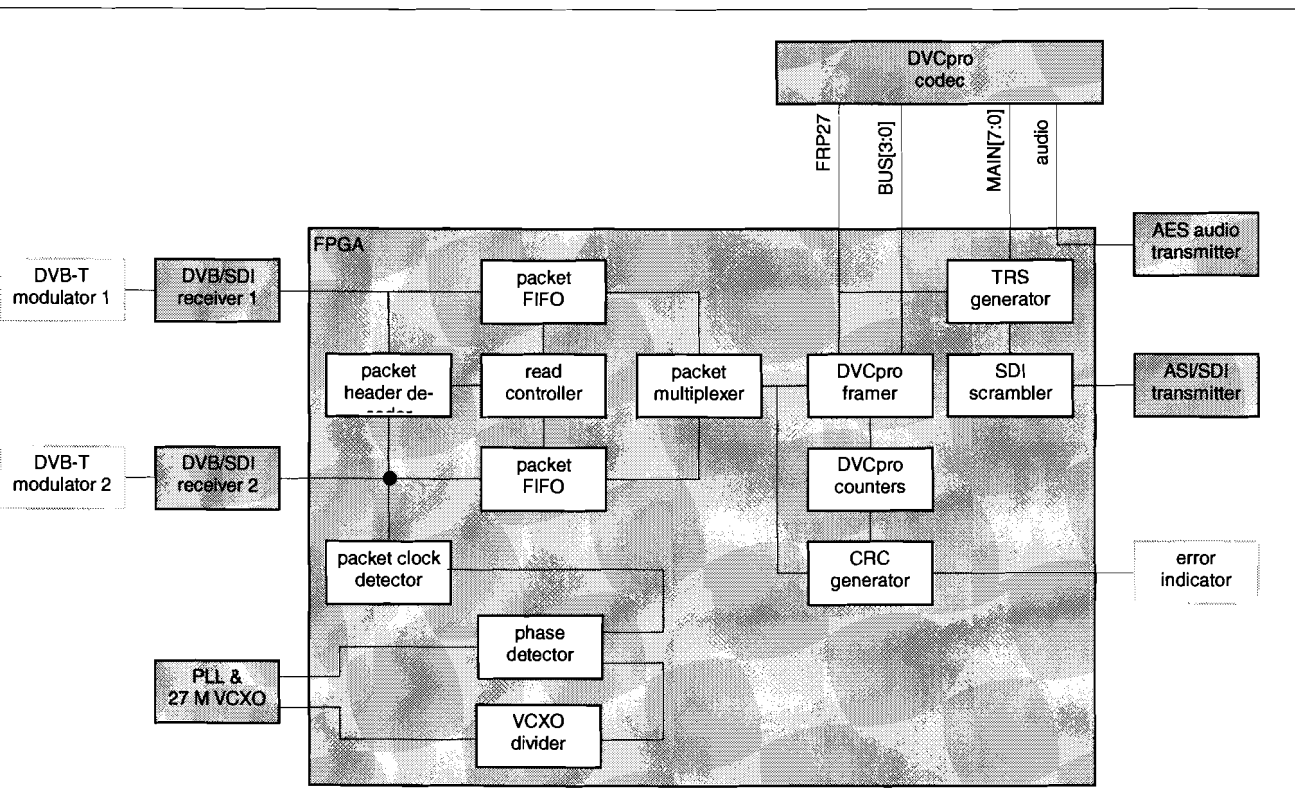 DVCpro
codec
FRP27
BUS[3:0]
MAIN[7:0]
audio
FPGA
AES audio
transmitter
DVB-T
modulator 1
DVB/SDI
receiver 1
packet
FIFO
TRS
generator
packet
header de-
read
controller
packet
multiplexer
DVCpro
framer
SDI
scrambler
ASI/SDI
transmitter
DVB-T
modulator 2
DVB/SDI
receiver 2
packet
FIFO
DVCpro
counters
packet clock
detector
CRC
generator
error
indicator
phase
detector
PLL &
27 M VCXO
VCXO
divider